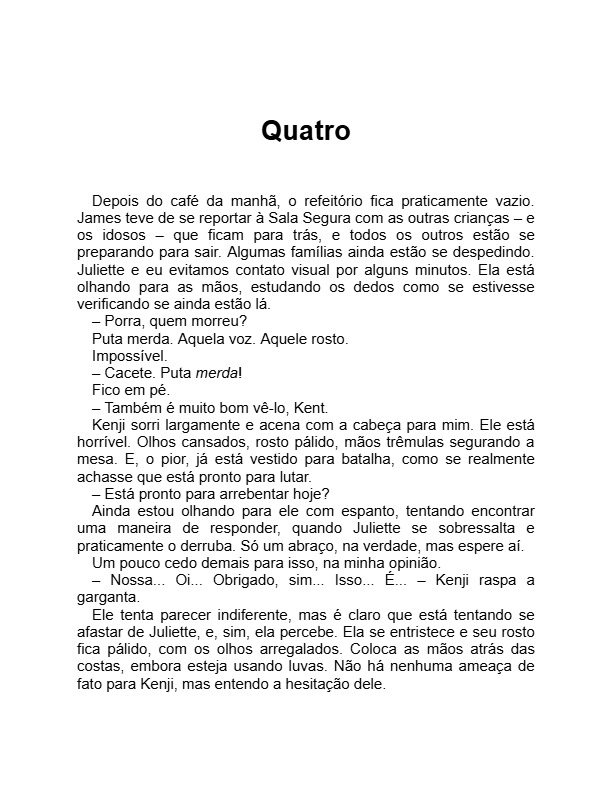 Quatro
Depois do café da manhã, o refeitório fica praticamente vazio.
James teve de se reportar à Sala Segura com as outras crianças – e
os idosos – que ficam para trás, e todos os outros estão se
preparando para sair. Algumas famílias ainda estão se despedindo.
Juliette e eu evitamos contato visual por alguns minutos. Ela está
olhando para as mãos, estudando os dedos como se estivesse
verificando se ainda estão lá.
– Porra, quem morreu?
Puta merda. Aquela voz. Aquele rosto.
Impossível.
– Cacete. Puta merda!
Fico em pé.
– Também é muito bom vê-lo, Kent.
Kenji sorri largamente e acena com a cabeça para mim. Ele está
horrível. Olhos cansados, rosto pálido, mãos trêmulas segurando a
mesa. E, o pior, já está vestido para batalha, como se realmente
achasse que está pronto para lutar.
– Está pronto para arrebentar hoje?
Ainda estou olhando para ele com espanto, tentando encontrar
uma maneira de responder, quando Juliette se sobressalta e
praticamente o derruba. Só um abraço, na verdade, mas espere aí.
Um pouco cedo demais para isso, na minha opinião.
– Nossa... Oi... Obrigado, sim... Isso... É... – Kenji raspa a
garganta.
Ele tenta parecer indiferente, mas é claro que está tentando se
afastar de Juliette, e, sim, ela percebe. Ela se entristece e seu rosto
fica pálido, com os olhos arregalados. Coloca as mãos atrás das
costas, embora esteja usando luvas. Não há nenhuma ameaça de
fato para Kenji, mas entendo a hesitação dele.